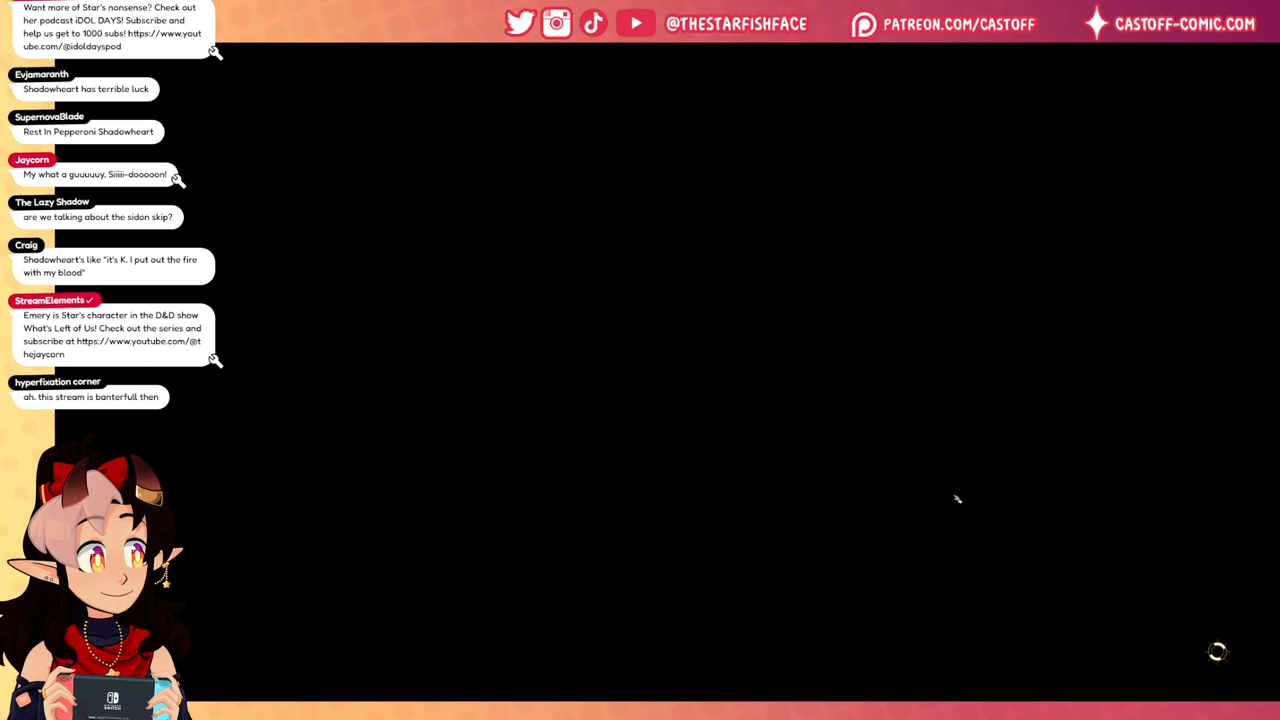 @THESTARFISHFACE
PATREON.COM/CASTOFF
CASTOFF-COMIC.COM
Want more of Star's nonsense? Check out
her podcast iDOL DAYS! Subscribe and
help us get to 1000 subs! https://www.yout
ube.com/@idoldayspod
Evjamaranth
Shadowheart has terrible luck
SupernovaBlade
Rest In Pepperoni Shadowheart
Jaycorn
My what a guuuuuy, Siiiii-dooooon!
The Lazy Shadow
are we talking about the sidon skip?
Craig
Shadowheart's like "it's K. I put out the fire
with my blood"
StreamElements
Emery is Star's character in the D&D show
What's Left of Us! Check out the series and
subscribe at https://www.youtube.com/@t
hejaycorn
hyperfixation corner
ah. this stream is banterfull then